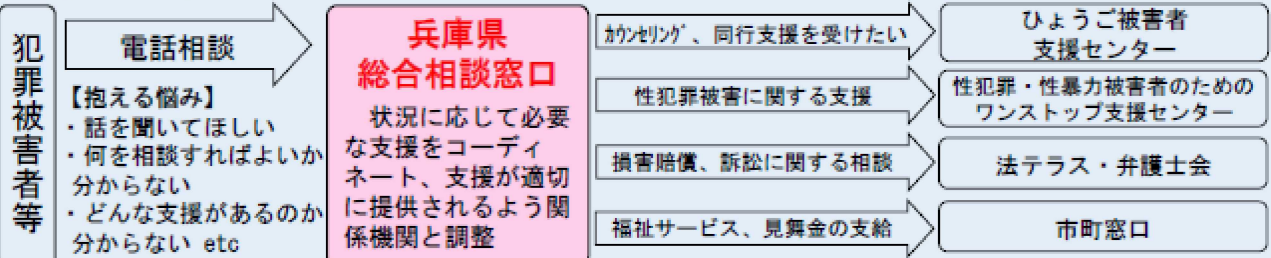 犯罪被害者等
電話相談
【抱える悩み】
・話を聞いてほしい
・何を相談すればよいか
分からない
・どんな支援があるのか
分からない etc
兵庫県
総合相談窓口
状況に応じて必要
な支援をコーディ
ネート、支援が適切
に提供されるよう関
係機関と調整
ｶｳﾝｾﾘﾝｸﾞ、同行支援を受けたい
ひょうご被害者
支援センター
性犯罪被害に関する支援
性犯罪・性暴力被害者のための
ワンストップ支援センター
損害賠償、訴訟に関する相談
法テラス・弁護士会
福祉サービス、見舞金の支給
市町窓口